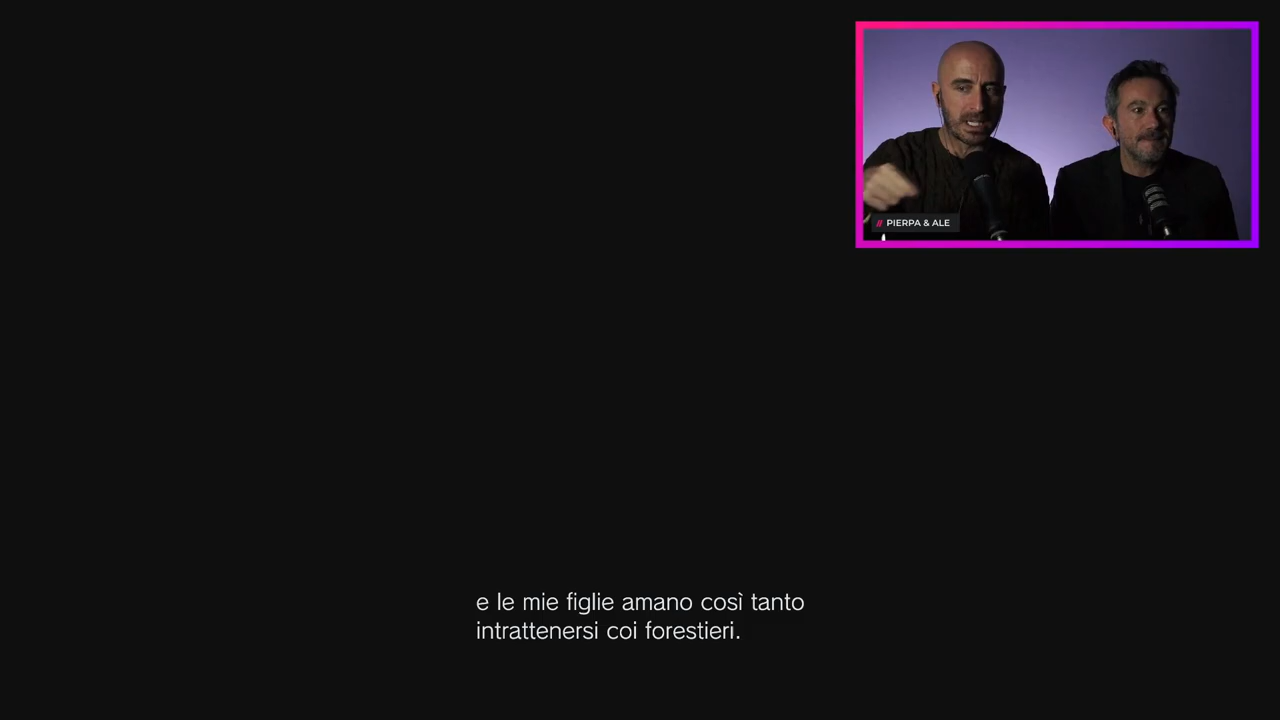 // PIERPA & ALE
e le mie figlie amano così tanto
intrattenersi coi forestieri.